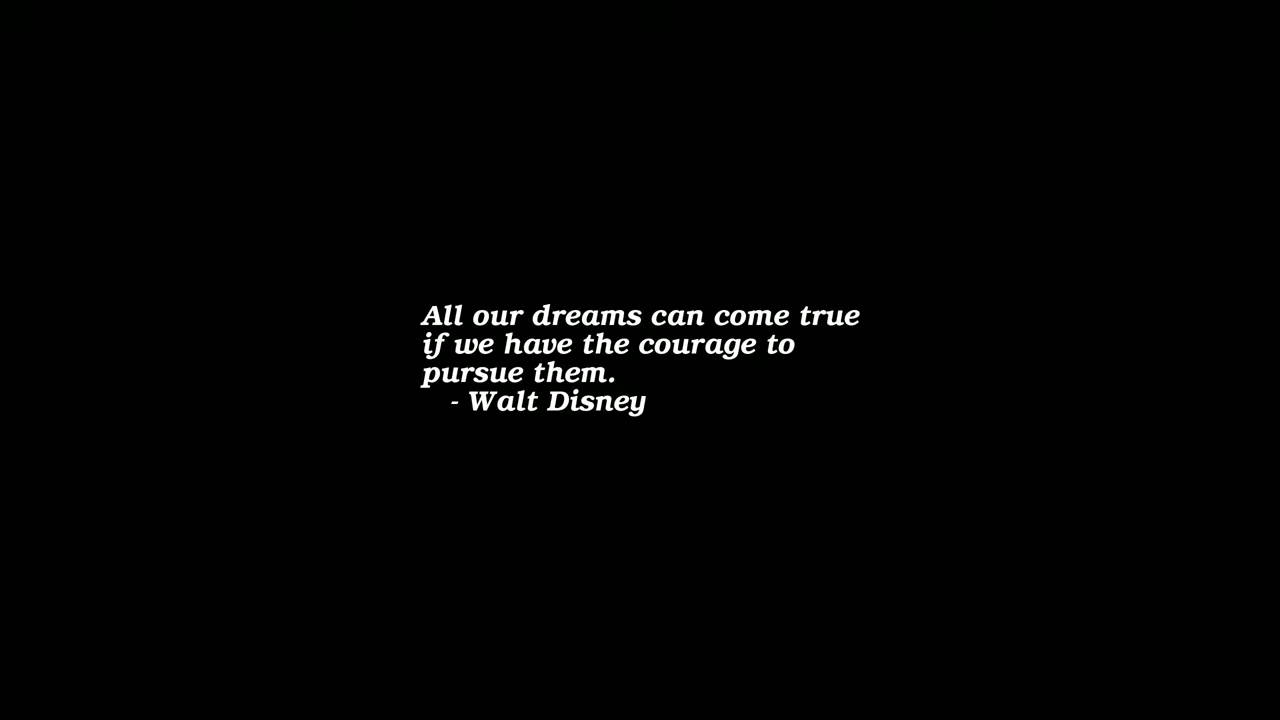 All our dreams can come true
if we have the courage to
pursue them.
- Walt Disney